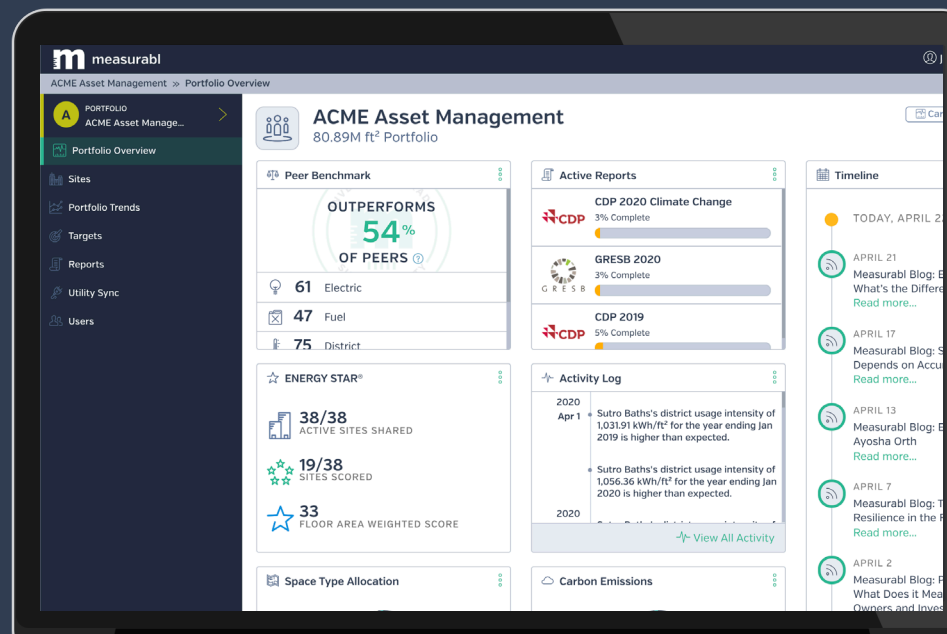 measurabl
ACME Asset Management » Portfolio Overview
A
PORTFOLIO
ACME Asset Manage...
Portfolio Overview
Sites
Portfolio Trends
Targets
Reports
Utility Sync
Users
ACME Asset Management
80.89M ft² Portfolio
Peer Benchmark
OUTPERFORMS
54%
OF PEERS ?
61 Electric
47 Fuel
75 District
ENERGY STAR®
38/38
ACTIVE SITES SHARED
19/38
SITES SCORED
33
FLOOR AREA WEIGHTED SCORE
Space Type Allocation
Active Reports
CDP
CDP 2020 Climate Change
3% Complete
GRESB
GRESB 2020
3% Complete
CDP
CDP 2019
5% Complete
Activity Log
2020
Apr 1
Sutro Baths's district usage intensity of
1,031.91 kWh/ft² for the year ending Jan
2019 is higher than expected.
Sutro Baths's district usage intensity of
1,056.36 kWh/ft² for the year ending Jan
2020 is higher than expected.
2020
View All Activity
Carbon Emissions
Car
Timeline
TODAY, APRIL 2
APRIL 21
Measurabl Blog: E
What's the Differe
Read more...
APRIL 17
Measurabl Blog: S
Depends on Accu
Read more...
APRIL 13
Measurabl Blog: E
Ayosha Orth
Read more...
APRIL 7
Measurabl Blog: T
Resilience in the
Read more...
APRIL 2
Measurabl Blog: P
What Does it Mea
Owners and Inves